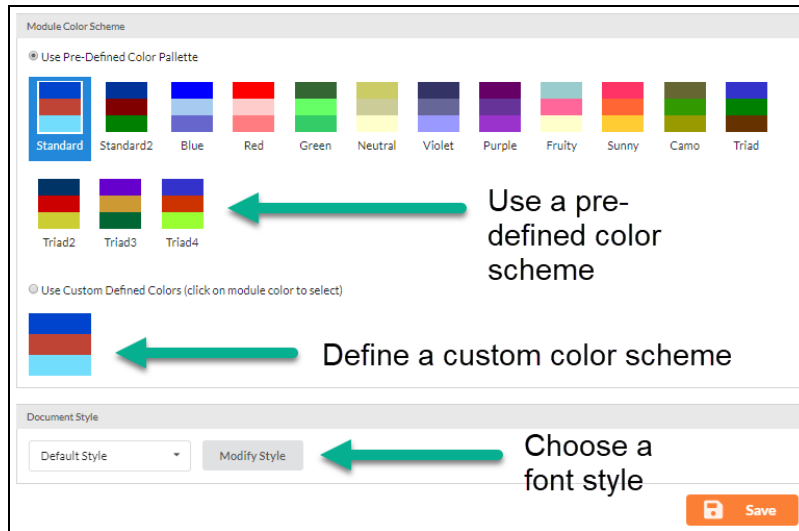 Module Color Scheme
Use Pre-Defined Color Pallette
Standard Standard2 Blue Red Green Neutral Violet Purple Fruity Sunny Camo Triad
Triad2 Triad3 Triad4
Use a pre-
defined color
scheme
Use Custom Defined Colors (click on module color to select)
Define a custom color scheme
Document Style
Default Style Modify Style
Choose a
font style
Save